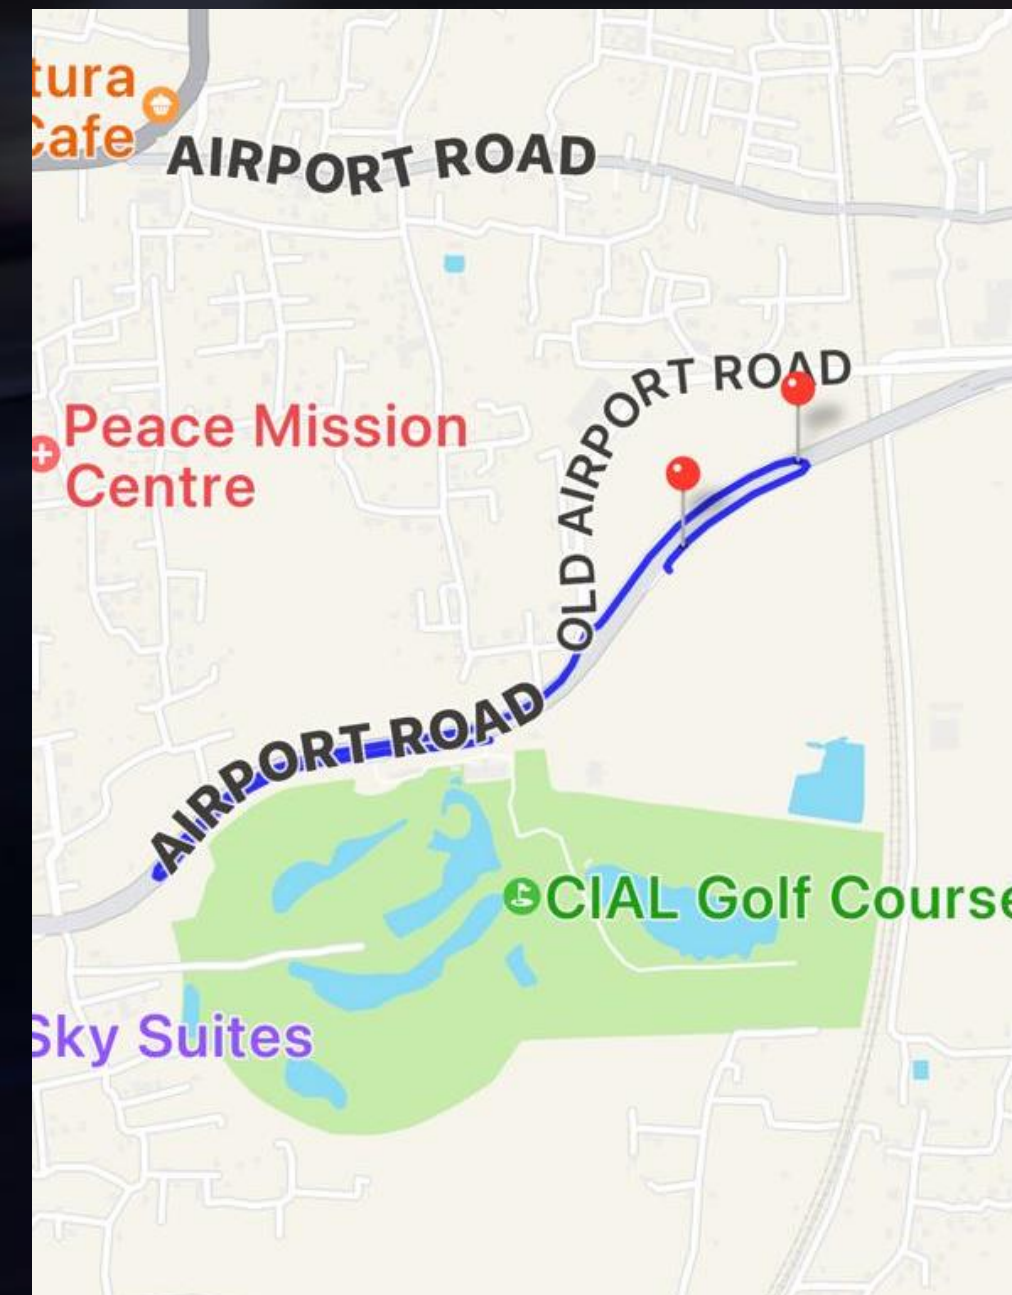 tura
Cafe
AIRPORT ROAD
OLD AIRPORT ROAD
Peace Mission
Centre
AIRPORT ROAD
CIAL Golf Course
Sky Suites